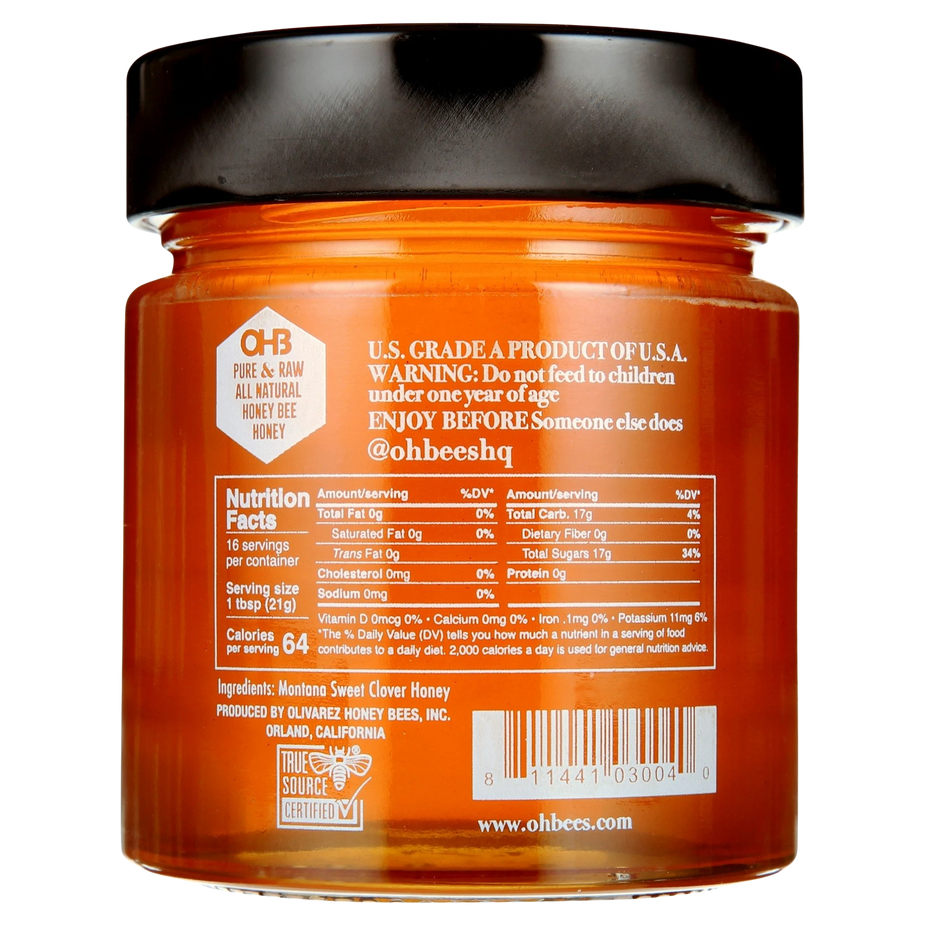 OHB
PURE & RAW
ALL NATURAL
HONEY BEE
HONEY
U.S. GRADE A PRODUCT OF U.S.A.
WARNING: Do not feed to children
under one year of age
ENJOY BEFORE Someone else does
@ohbeeshq
Nutrition
Facts
16 servings
per container
Serving size
1 tbsp (21g)
Calories
per serving 64
Amount/serving %DV*
Total Fat 0g 0%
Saturated Fat 0g 0%
Trans Fat 0g
Cholesterol 0mg 0%
Sodium 0mg 0%
Amount/serving %DV*
Total Carb. 17g 4%
Dietary Fiber 0g 0%
Total Sugars 17g 34%
Protein 0g
Vitamin D 0mcg 0% • Calcium 0mg 0% • Iron .1mg 0% • Potassium 11mg 6%
*The % Daily Value (DV) tells you how much a nutrient in a serving of food
contributes to a daily diet. 2,000 calories a day is used for general nutrition advice.
Ingredients: Montana Sweet Clover Honey
PRODUCED BY OLIVAREZ HONEY BEES, INC.
ORLAND, CALIFORNIA
TRUE
SOURCE
CERTIFIED
®
8 11441 03004 0
www.ohbees.com